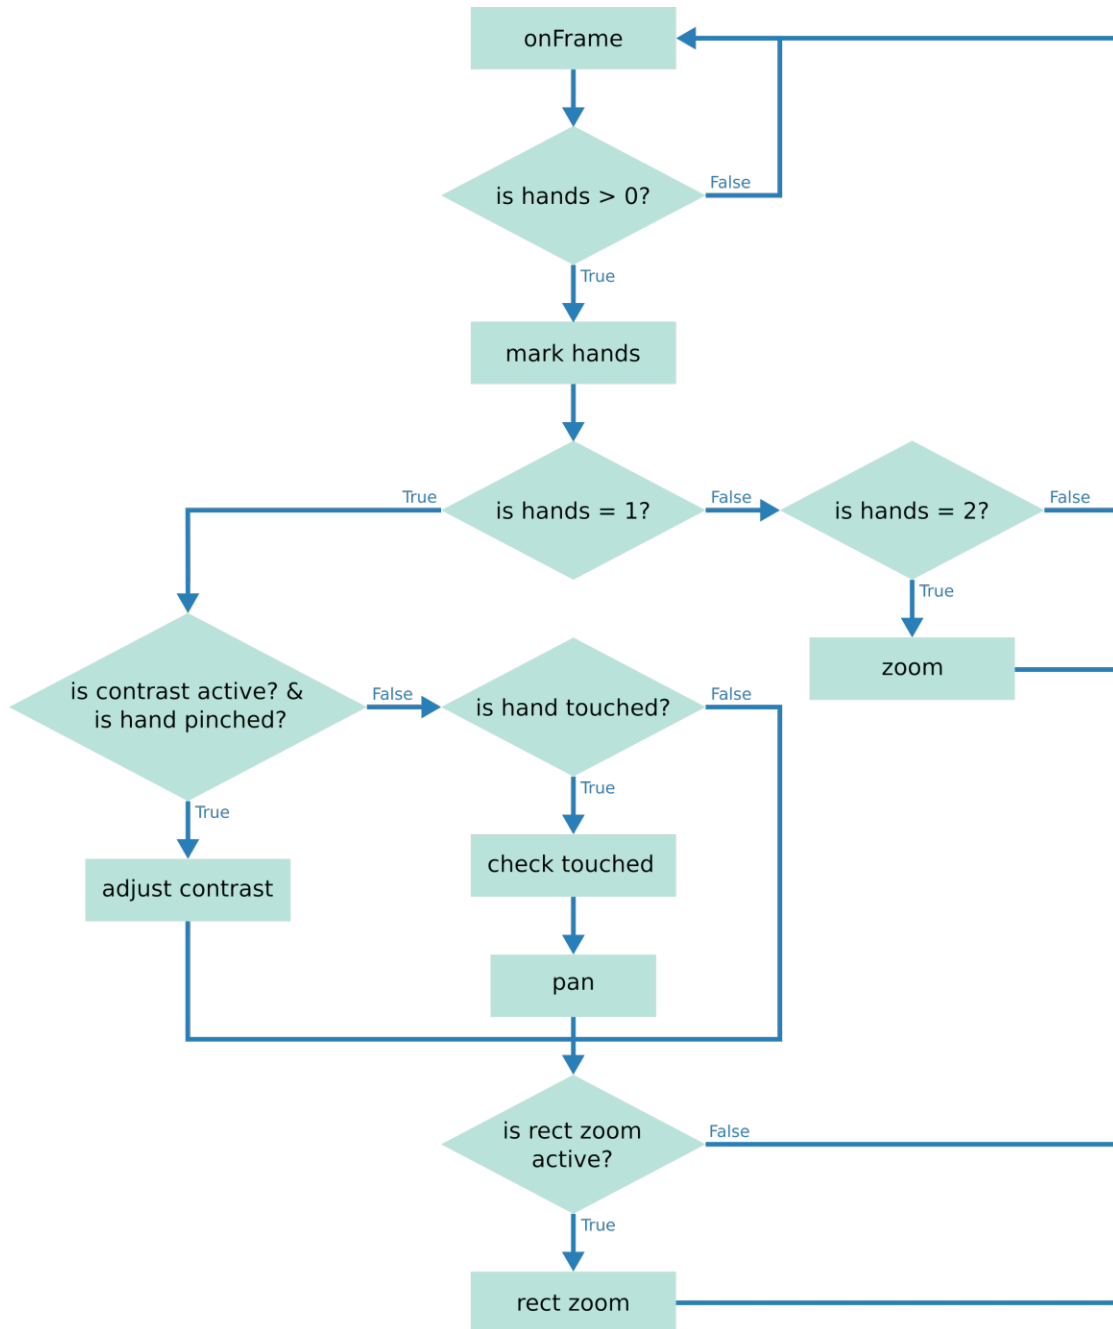 onFrame
is hands > 0?
False
True
mark hands
True
is hands = 1?
False
is hands = 2?
False
True
zoom
is contrast active? &
is hand pinched?
False
is hand touched?
False
True
True
adjust contrast
check touched
pan
is rect zoom
active?
False
True
rect zoom